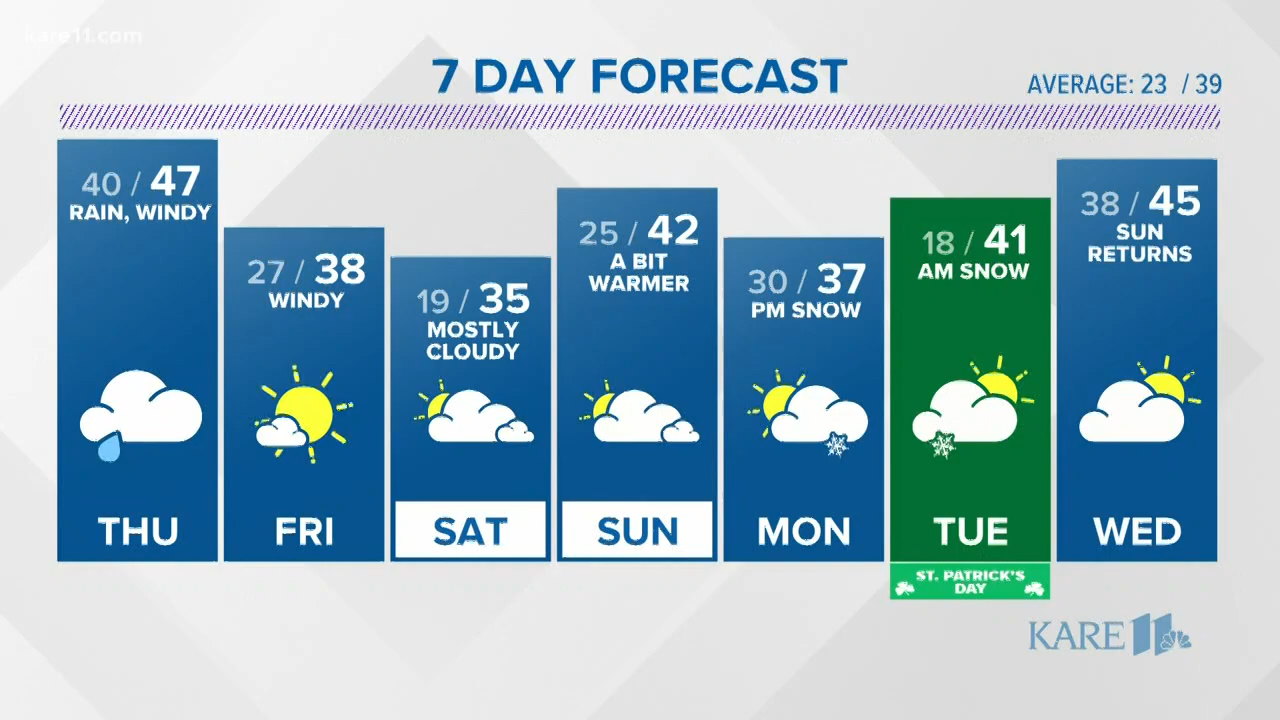 kare11.com
7 DAY FORECAST
AVERAGE: 23 / 39
40 / 47
RAIN, WINDY
THU
27 / 38
WINDY
FRI
19 / 35
MOSTLY
CLOUDY
SAT
25 / 42
A BIT
WARMER
SUN
30 / 37
PM SNOW
MON
18 / 41
AM SNOW
TUE
ST. PATRICK'S
DAY
38 / 45
SUN
RETURNS
WED
KARE 11